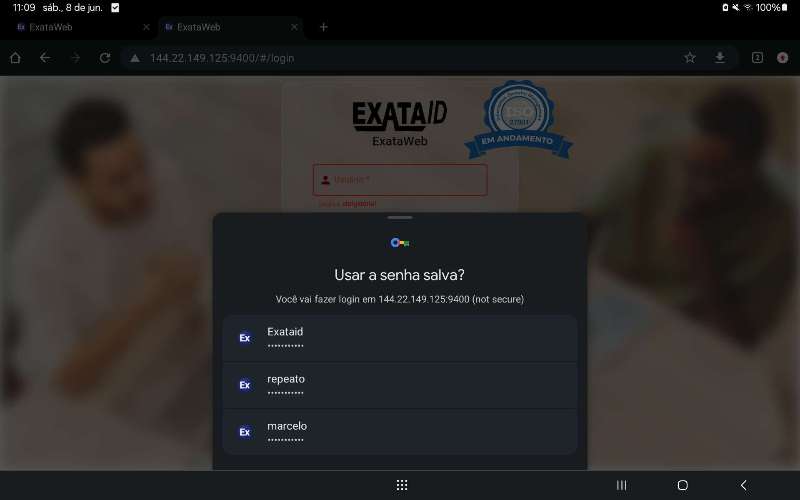 11:09 sáb., 8 de jun. 100%
Ex ExataWeb
Ex ExataWeb
144.22.149.125:9400/#/login
EXATAID
ExataWeb
ISO
27001
EM ANDAMENTO
Usuário *
Usar a senha salva?
Você vai fazer login em 144.22.149.125:9400 (not secure)
Ex Exataid
•••••••••••
Ex repeato
•••••••••••
Ex marcelo
•••••••••••